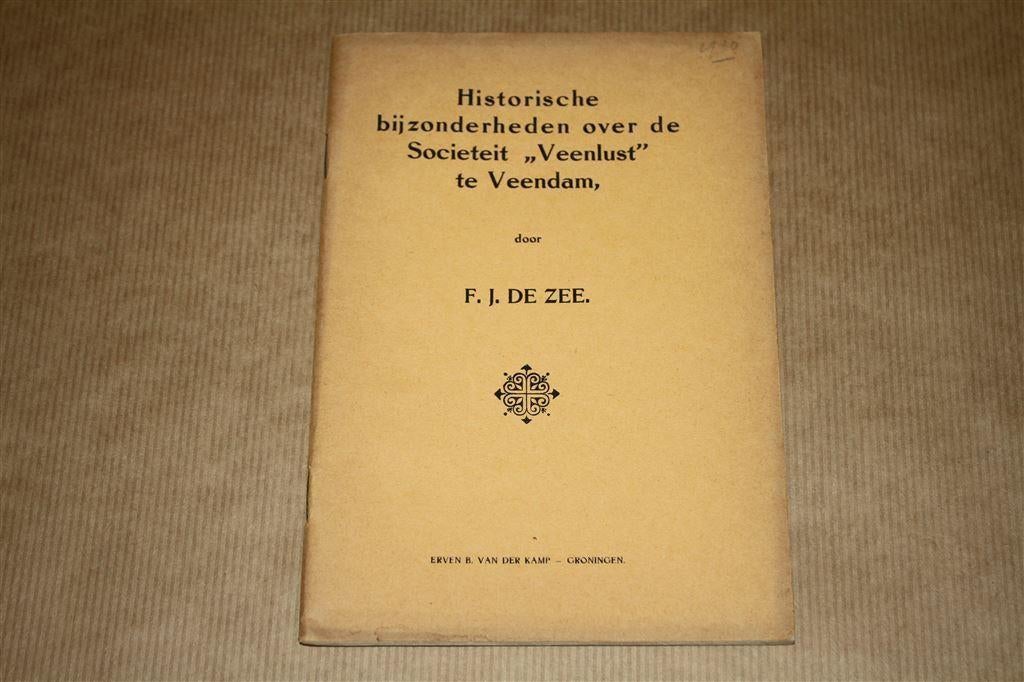 Historische
bijzonderheden over de
Societeit „Veenlust”
te Veendam,
door
F. J. DE ZEE.
ERVEN B. VAN DER KAMP – GRONINGEN.